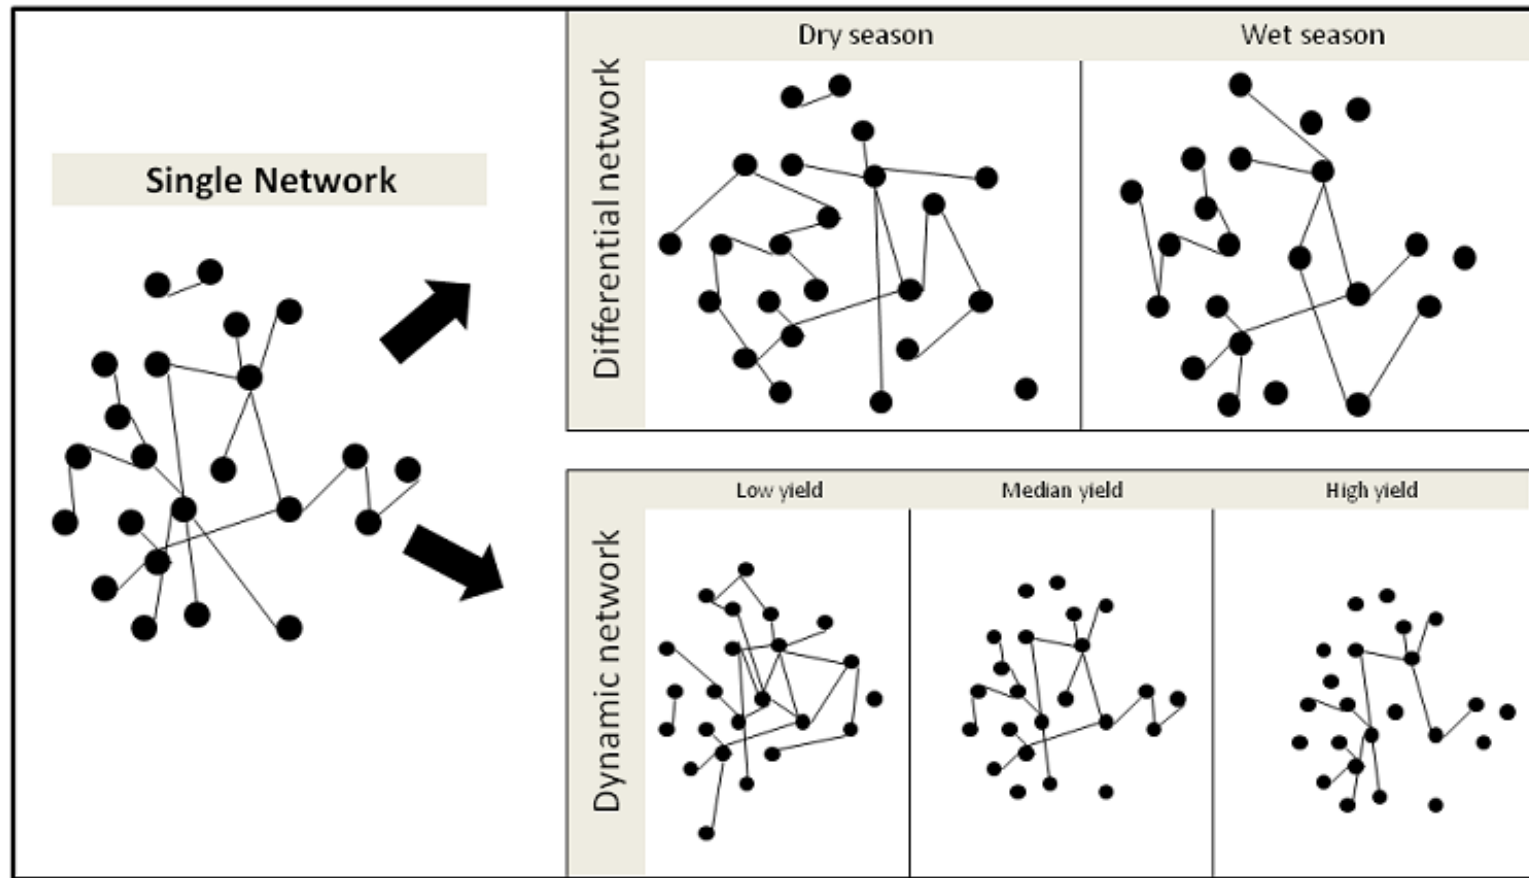 Single Network
Differential network
Dry season
Wet season
Dynamic network
Low yield
Median yield
High yield